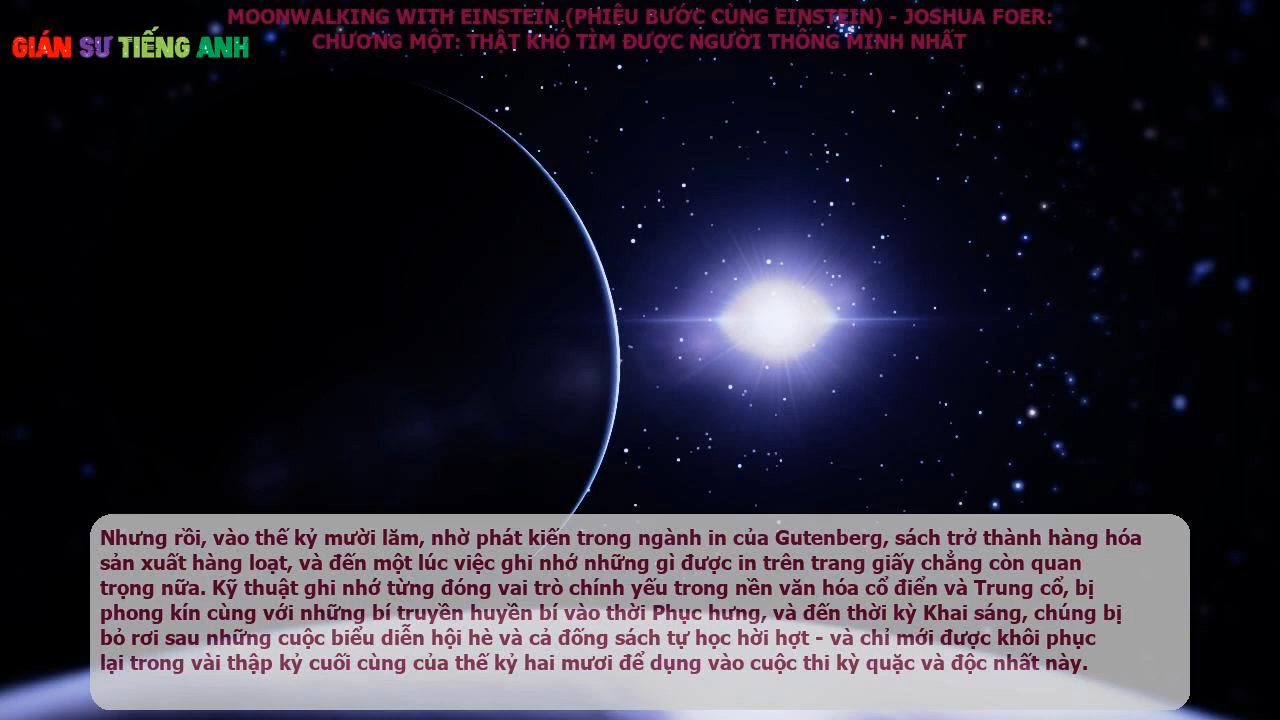 MOONWALKING WITH EINSTEIN (PHIỆU BƯỚC CÙNG EINSTEIN) - JOSHUA FOER:
CHƯƠNG MỘT: THẬT KHÓ TÌM ĐƯỢC NGƯỜI THÔNG MINH NHẤT
GIÁN SƯ TIẾNG ANH
Nhưng rồi, vào thế kỷ mười lăm, nhờ phát kiến trong ngành in của Gutenberg, sách trở thành hàng hóa
sản xuất hàng loạt, và đến một lúc việc ghi nhớ những gì được in trên trang giấy chẳng còn quan
trọng nữa. Kỹ thuật ghi nhớ từng đóng vai trò chính yếu trong nền văn hóa cổ điển và Trung cổ, bị
phong kín cùng với những bí truyền huyền bí vào thời Phục hưng, và đến thời kỳ Khai sáng, chúng bị
bỏ rơi sau những cuộc biểu diễn hội hè và cả đống sách tự học hời hợt - và chỉ mới được khôi phục
lại trong vài thập kỷ cuối cùng của thế kỷ hai mươi để dụng vào cuộc thi kỳ quặc và độc nhất này.